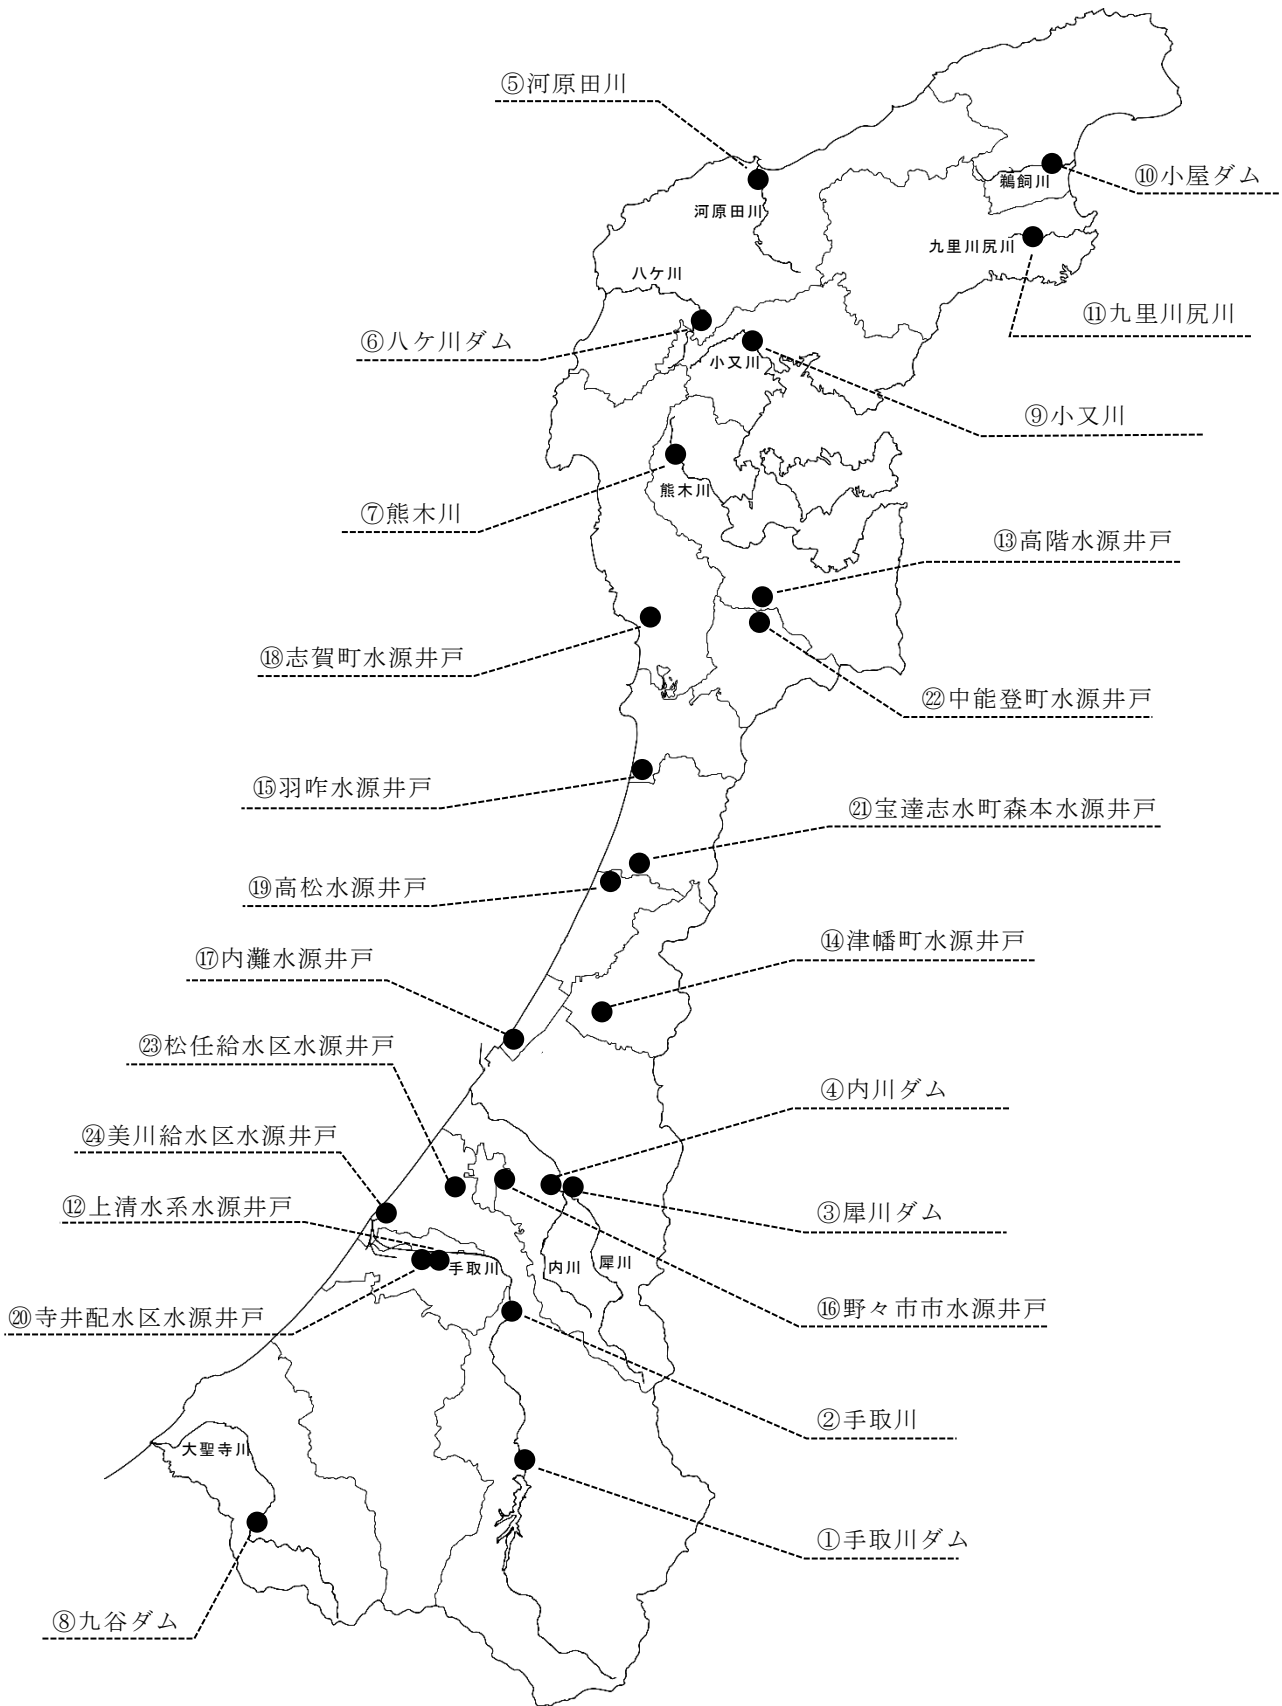 ⑤河原田川
⑩小屋ダム
鵜飼川
河原田川
九里川尻川
八ケ川
⑪九里川尻川
⑥八ケ川ダム
小又川
⑨小又川
熊木川
⑦熊木川
⑬高階水源井戸
⑱志賀町水源井戸
㉒中能登町水源井戸
⑮羽咋水源井戸
㉑宝達志水町森本水源井戸
⑲高松水源井戸
⑭津幡町水源井戸
⑰内灘水源井戸
㉓松任給水区水源井戸
④内川ダム
㉔美川給水区水源井戸
⑫上清水系水源井戸
③犀川ダム
手取川
内川
犀川
⑳寺井配水区水源井戸
⑯野々市市水源井戸
②手取川
大聖寺川
①手取川ダム
⑧九谷ダム